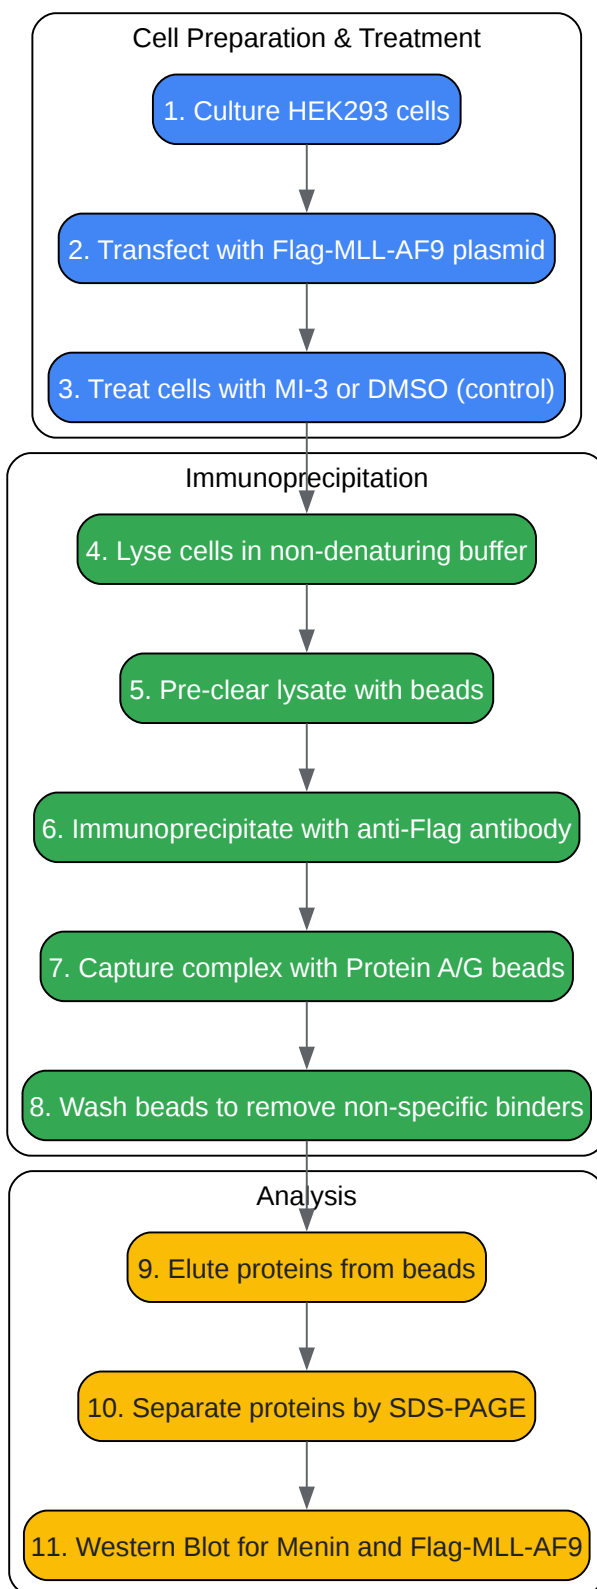 Cell Preparation & Treatment
1. Culture HEK293 cells
2. Transfect with Flag-MLL-AF9 plasmid
3. Treat cells with MI-3 or DMSO (control)
Immunoprecipitation
4. Lyse cells in non-denaturing buffer
5. Pre-clear lysate with beads
6. Immunoprecipitate with anti-Flag antibody
7. Capture complex with Protein A/G beads
8. Wash beads to remove non-specific binders
Analysis
9. Elute proteins from beads
10. Separate proteins by SDS-PAGE
11. Western Blot for Menin and Flag-MLL-AF9